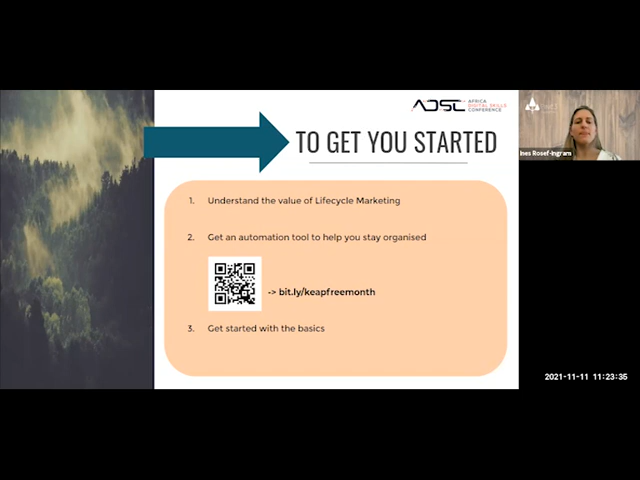 ADSC AFRICA
DIGITAL SKILLS
CONFERENCE
TO GET YOU STARTED
1. Understand the value of Lifecycle Marketing
2. Get an automation tool to help you stay organised
-> bit.ly/keapfreemonth
3. Get started with the basics
Ines Rosef-Ingram
2021-11-11 11:23:35